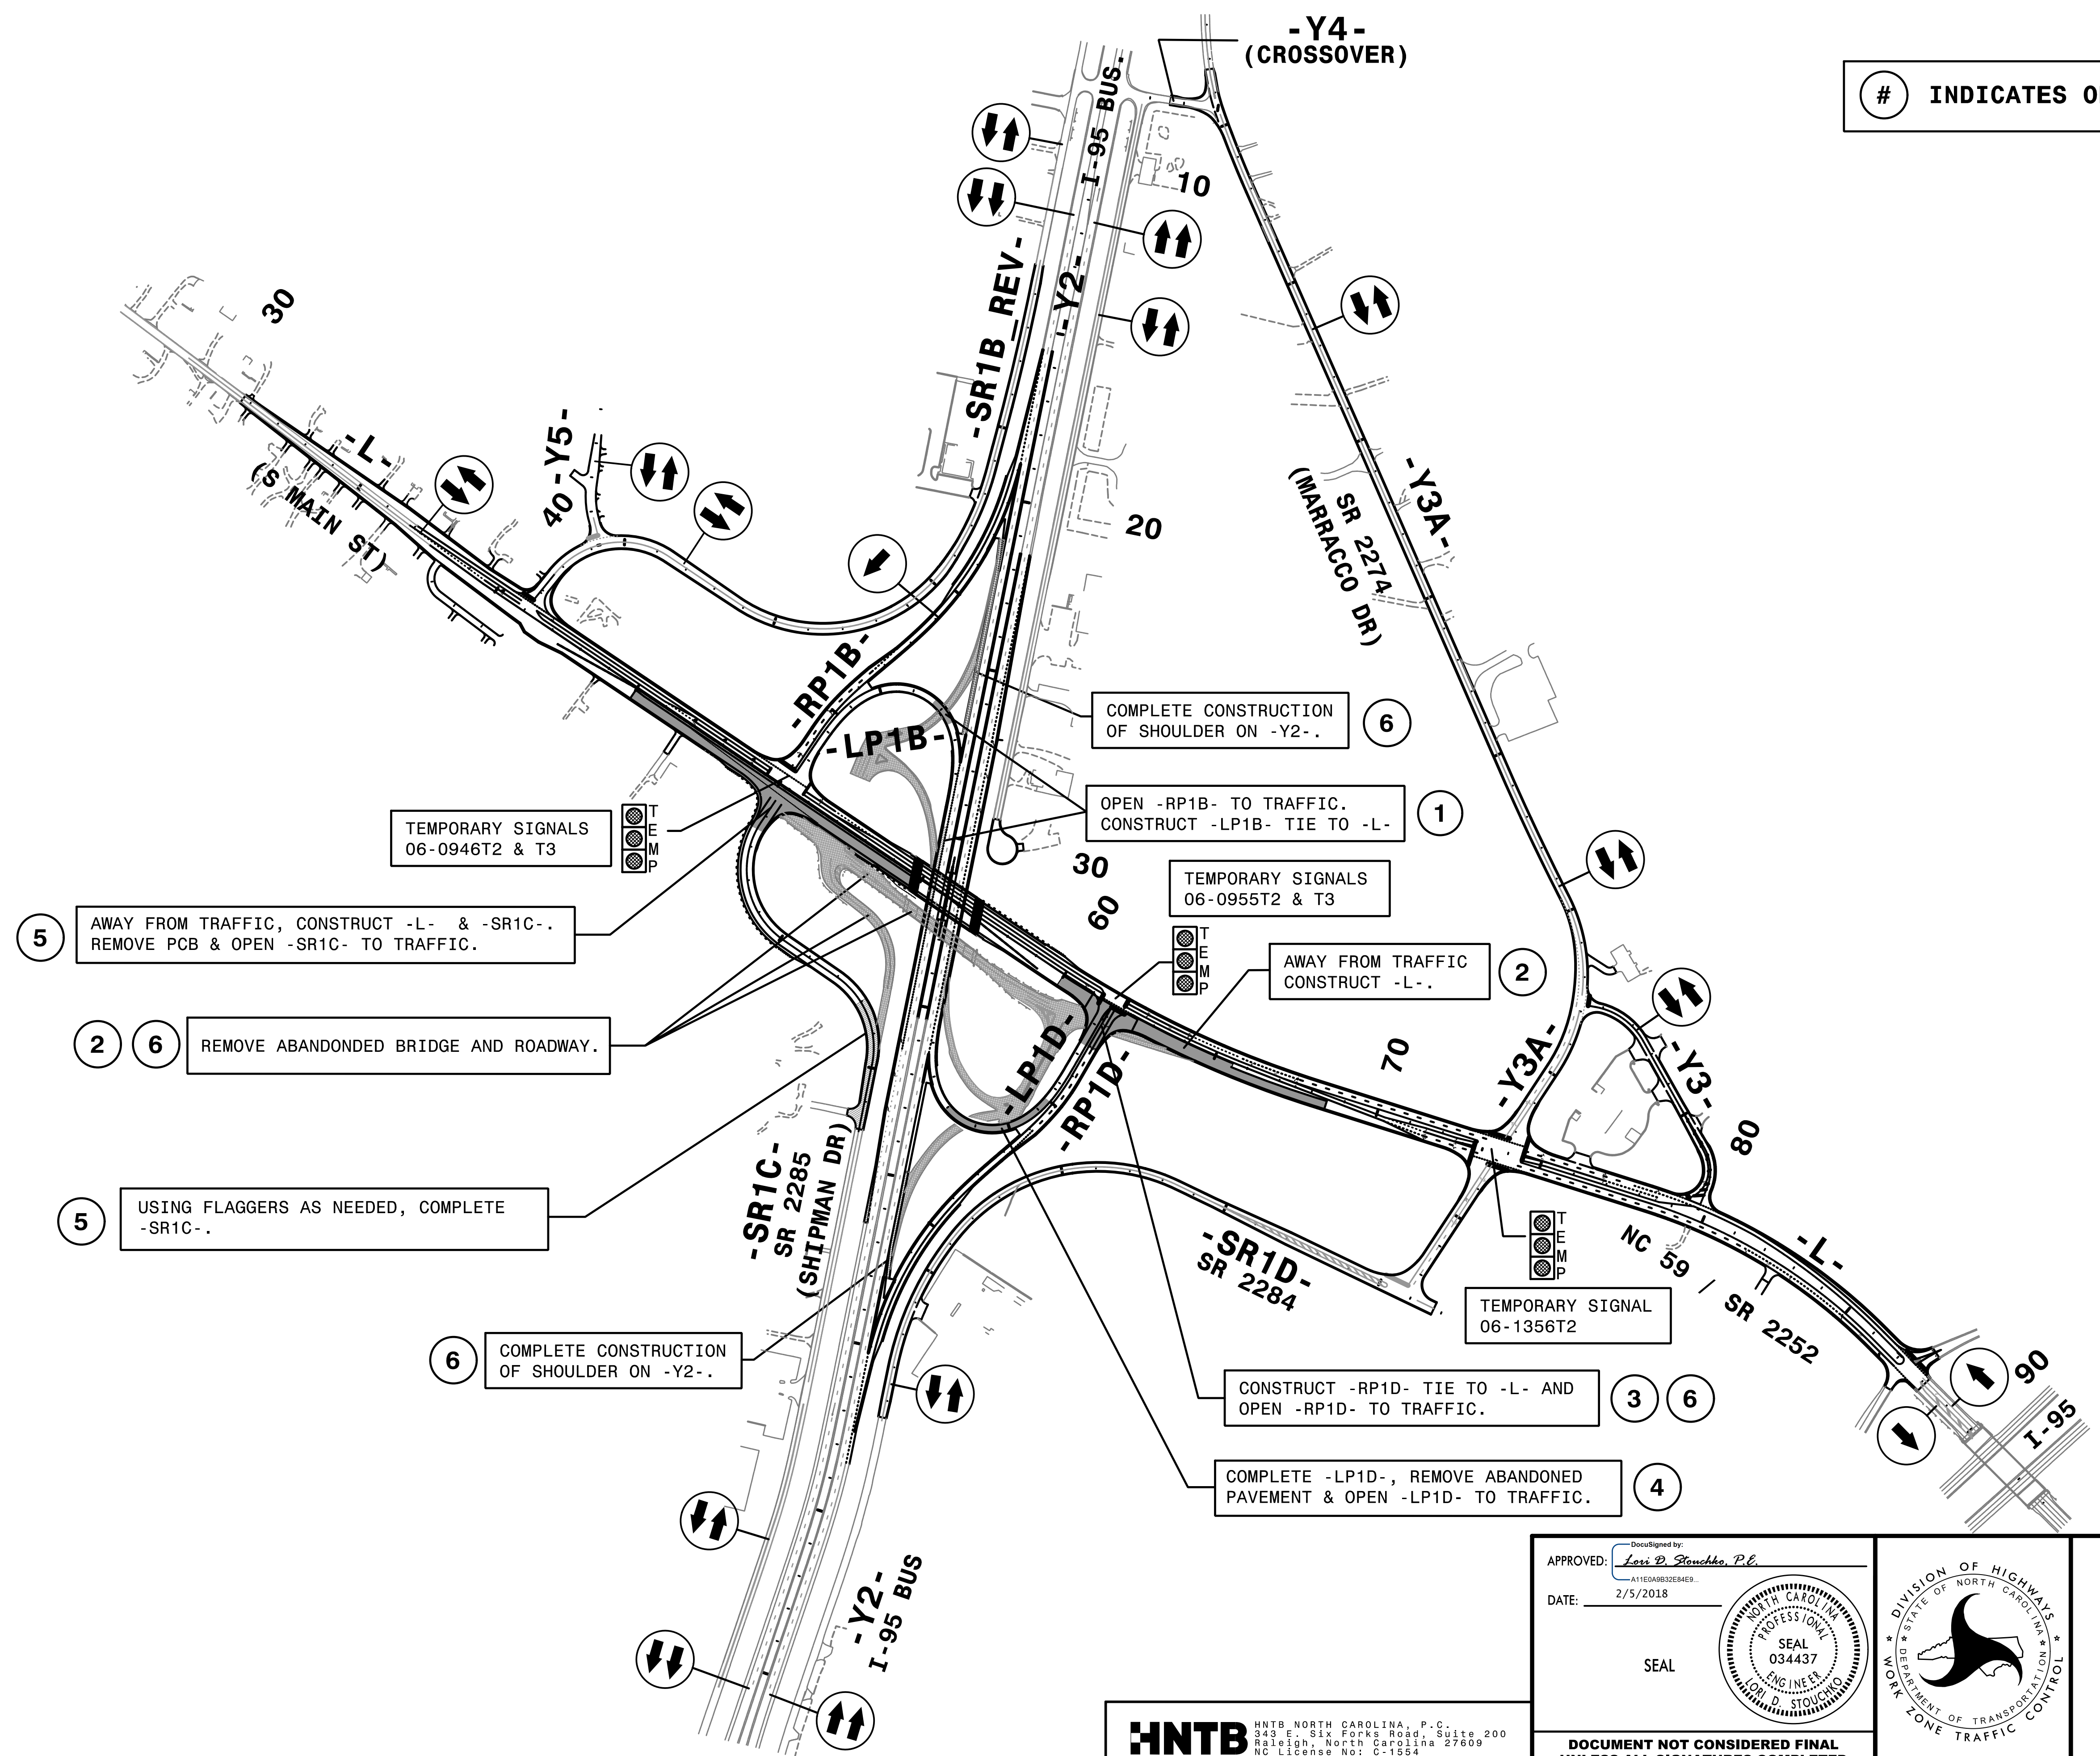 -Y4-
(CROSSOVER)
# INDICATES O
I-95 BUS.
10
-SR1B_REV-
-Y2-
30
-L-
(S MAIN ST)
-Y5-
40
20
-Y3A-
SR 2274
(MARRACCO DR)
-RP1B-
-LP1B-
COMPLETE CONSTRUCTION
OF SHOULDER ON -Y2-.
6
OPEN -RP1B- TO TRAFFIC.
CONSTRUCT -LP1B- TIE TO -L-
1
TEMPORARY SIGNALS
06-0946T2 & T3
TEMP
30
60
TEMPORARY SIGNALS
06-0955T2 & T3
TEMP
5
AWAY FROM TRAFFIC, CONSTRUCT -L- & -SR1C-.
REMOVE PCB & OPEN -SR1C- TO TRAFFIC.
AWAY FROM TRAFFIC
CONSTRUCT -L-.
2
2
6
REMOVE ABANDONDED BRIDGE AND ROADWAY.
-LP1D-
-RP1D-
70
-Y3A-
-Y3-
80
-SR1C-
SR 2285
(SHIPMAN DR)
5
USING FLAGGERS AS NEEDED, COMPLETE
-SR1C-.
-SR1D-
SR 2284
TEMP
TEMPORARY SIGNAL
06-1356T2
NC 59 / SR 2252
-L-
90
I-95
6
COMPLETE CONSTRUCTION
OF SHOULDER ON -Y2-.
CONSTRUCT -RP1D- TIE TO -L- AND
OPEN -RP1D- TO TRAFFIC.
3
6
COMPLETE -LP1D-, REMOVE ABANDONED
PAVEMENT & OPEN -LP1D- TO TRAFFIC.
4
-Y2-
I-95 BUS
APPROVED:
DocuSigned by:
Lori D. Stouchko, P.E.
A11E0A9B32E84E9...
DATE: 2/5/2018
SEAL
NORTH CAROLINA
PROFESSIONAL
SEAL
034437
ENGINEER
LORI D. STOUCHKO
DIVISION OF HIGHWAYS
STATE OF NORTH CAROLINA
DEPARTMENT OF TRANSPORTATION
WORK ZONE TRAFFIC CONTROL
HNTB
HNTB NORTH CAROLINA, P.C.
343 E. Six Forks Road, Suite 200
Raleigh, North Carolina 27609
NC License No: C-1554
DOCUMENT NOT CONSIDERED FINAL
UNLESS ALL SIGNATURES COMPLETED